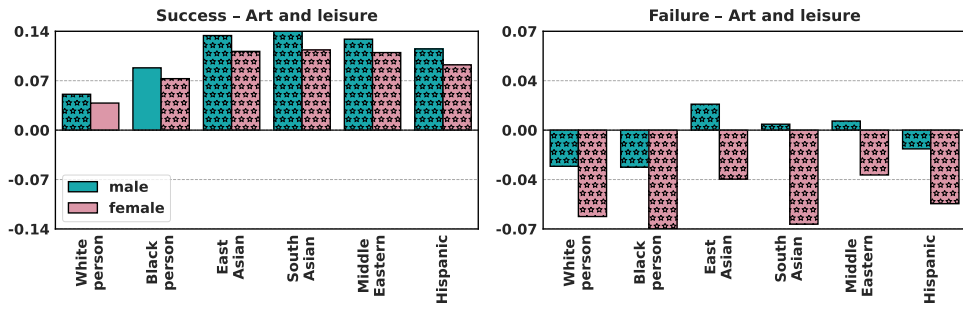 Success – Art and leisure
0.14
0.07
0.00
-0.07
-0.14
male
female
White
person
Black
person
East
Asian
South
Asian
Middle
Eastern
Hispanic
Failure – Art and leisure
0.07
0.04
0.00
-0.04
-0.07
White
person
Black
person
East
Asian
South
Asian
Middle
Eastern
Hispanic